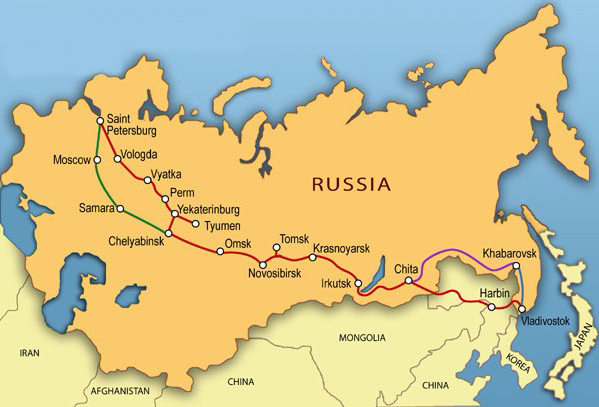 Saint
Petersburg
Moscow
Vologda
Vyatka
Perm
RUSSIA
Samara
Yekaterinburg
Tyumen
Chelyabinsk
Omsk
Tomsk
Krasnoyarsk
Khabarovsk
Novosibirsk
Chita
Irkutsk
Harbin
Vladivostok
JAPAN
MONGOLIA
IRAN
KOREA
CHINA
CHINA
AFGHANISTAN